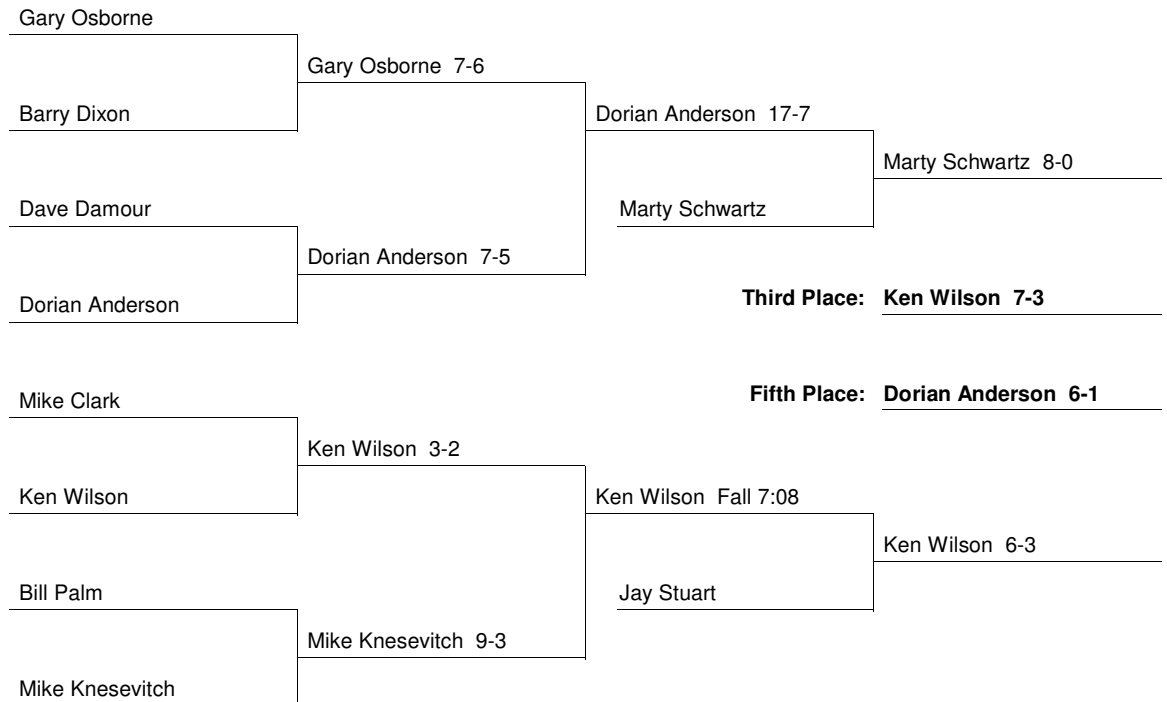 Gary Osborne
Gary Osborne 7-6
Barry Dixon
Dorian Anderson 17-7
Marty Schwartz 8-0
Dave Damour
Marty Schwartz
Dorian Anderson 7-5
Dorian Anderson
Third Place: Ken Wilson 7-3
Fifth Place: Dorian Anderson 6-1
Mike Clark
Ken Wilson 3-2
Ken Wilson
Ken Wilson Fall 7:08
Ken Wilson 6-3
Bill Palm
Jay Stuart
Mike Knesevitch 9-3
Mike Knesevitch